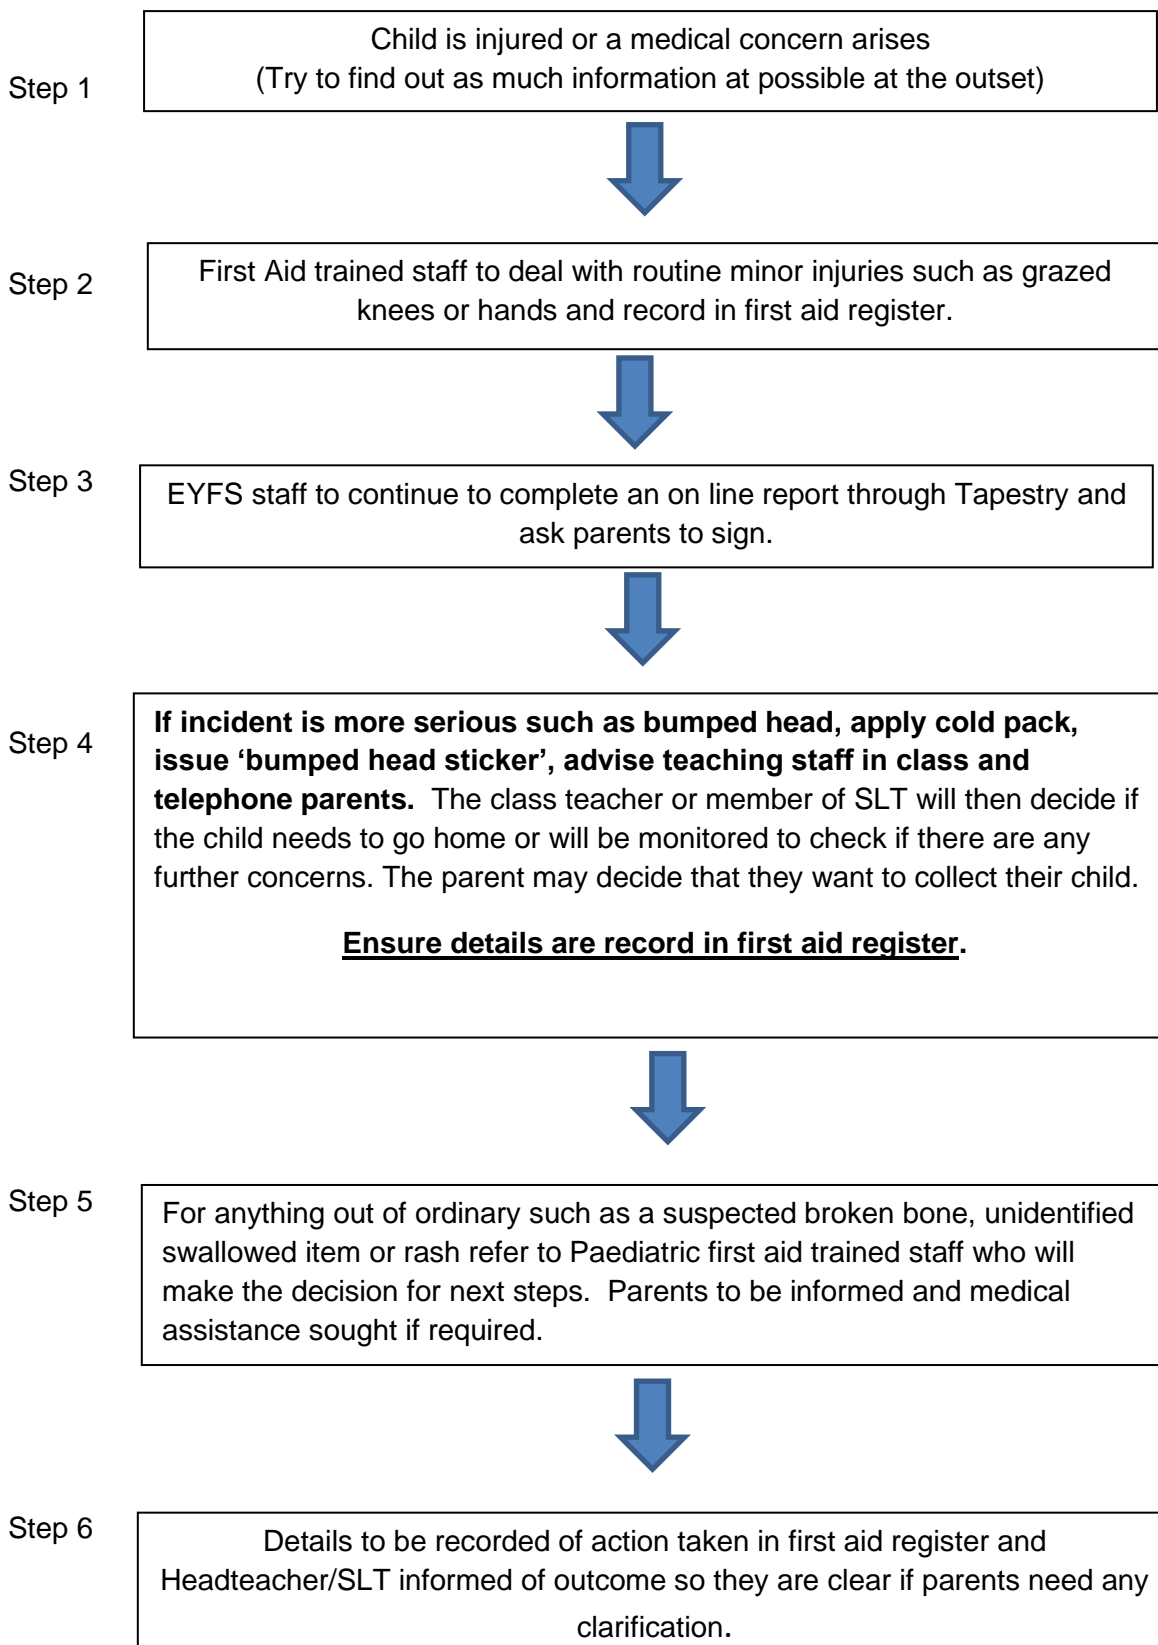 Step 1
Child is injured or a medical concern arises
(Try to find out as much information at possible at the outset)
Step 2
First Aid trained staff to deal with routine minor injuries such as grazed
knees or hands and record in first aid register.
Step 3
EYFS staff to continue to complete an on line report through Tapestry and
ask parents to sign.
Step 4
If incident is more serious such as bumped head, apply cold pack,
issue ‘bumped head sticker’, advise teaching staff in class and
telephone parents.  The class teacher or member of SLT will then decide if
the child needs to go home or will be monitored to check if there are any
further concerns. The parent may decide that they want to collect their child.
Ensure details are record in first aid register.
Step 5
For anything out of ordinary such as a suspected broken bone, unidentified
swallowed item or rash refer to Paediatric first aid trained staff who will
make the decision for next steps.  Parents to be informed and medical
assistance sought if required.
Step 6
Details to be recorded of action taken in first aid register and
Headteacher/SLT informed of outcome so they are clear if parents need any
clarification.